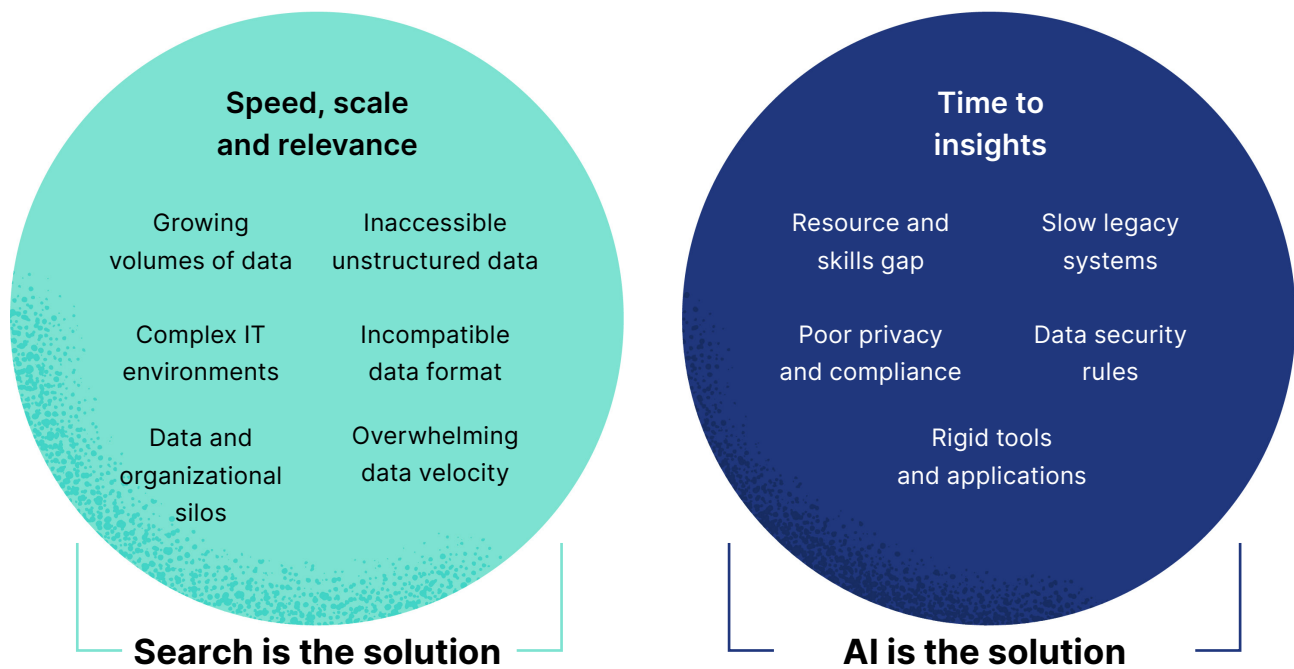 Speed, scale
and relevance
Growing
volumes of data
Inaccessible
unstructured data
Complex IT
environments
Incompatible
data format
Data and
organizational
silos
Overwhelming
data velocity
Search is the solution
Time to
insights
Resource and
skills gap
Slow legacy
systems
Poor privacy
and compliance
Data security
rules
Rigid tools
and applications
AI is the solution